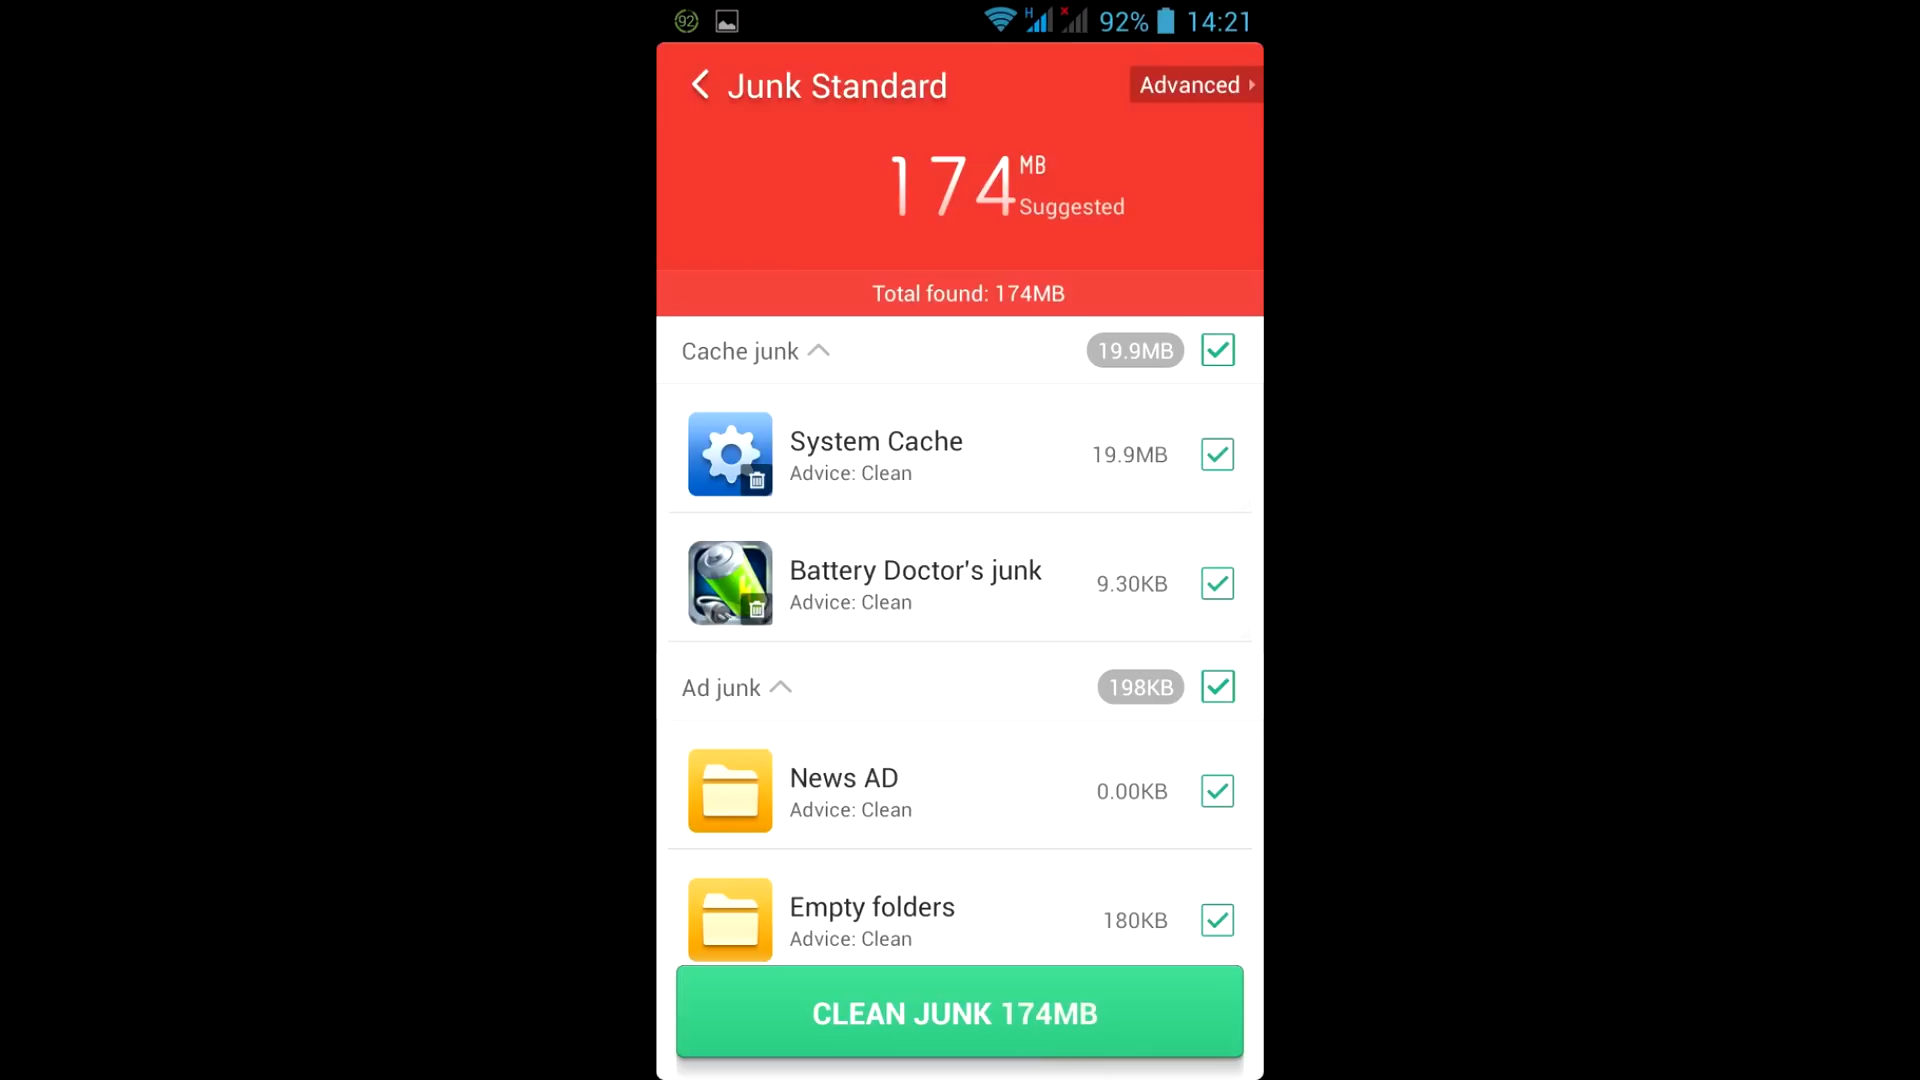 92 H 92% 14:21
Junk Standard Advanced
174 MB
Suggested
Total found: 174MB
Cache junk 19.9MB
System Cache
Advice: Clean
19.9MB
Battery Doctor's junk
Advice: Clean
9.30KB
Ad junk 198KB
News AD
Advice: Clean
0.00KB
Empty folders
Advice: Clean
180KB
CLEAN JUNK 174MB